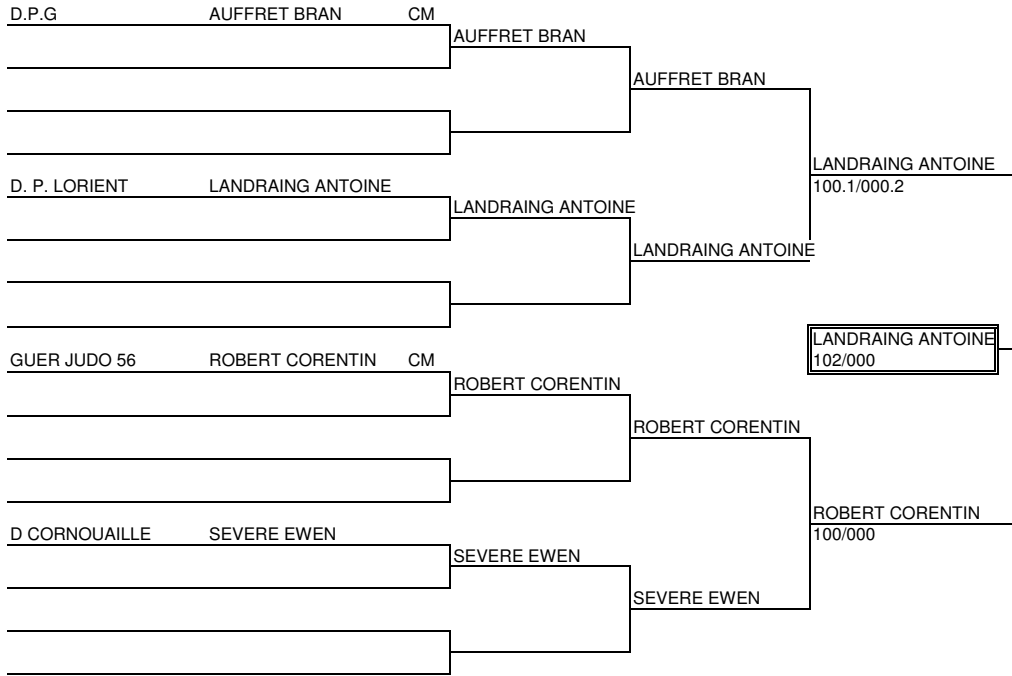 D.P.G AUFFRET BRAN CM
AUFFRET BRAN
AUFFRET BRAN
LANDRAING ANTOINE
100.1/000.2
D. P. LORIENT LANDRAING ANTOINE
LANDRAING ANTOINE
LANDRAING ANTOINE
LANDRAING ANTOINE
102/000
GUER JUDO 56 ROBERT CORENTIN CM
ROBERT CORENTIN
ROBERT CORENTIN
ROBERT CORENTIN
100/000
D CORNOUAILLE SEVERE EWEN
SEVERE EWEN
SEVERE EWEN